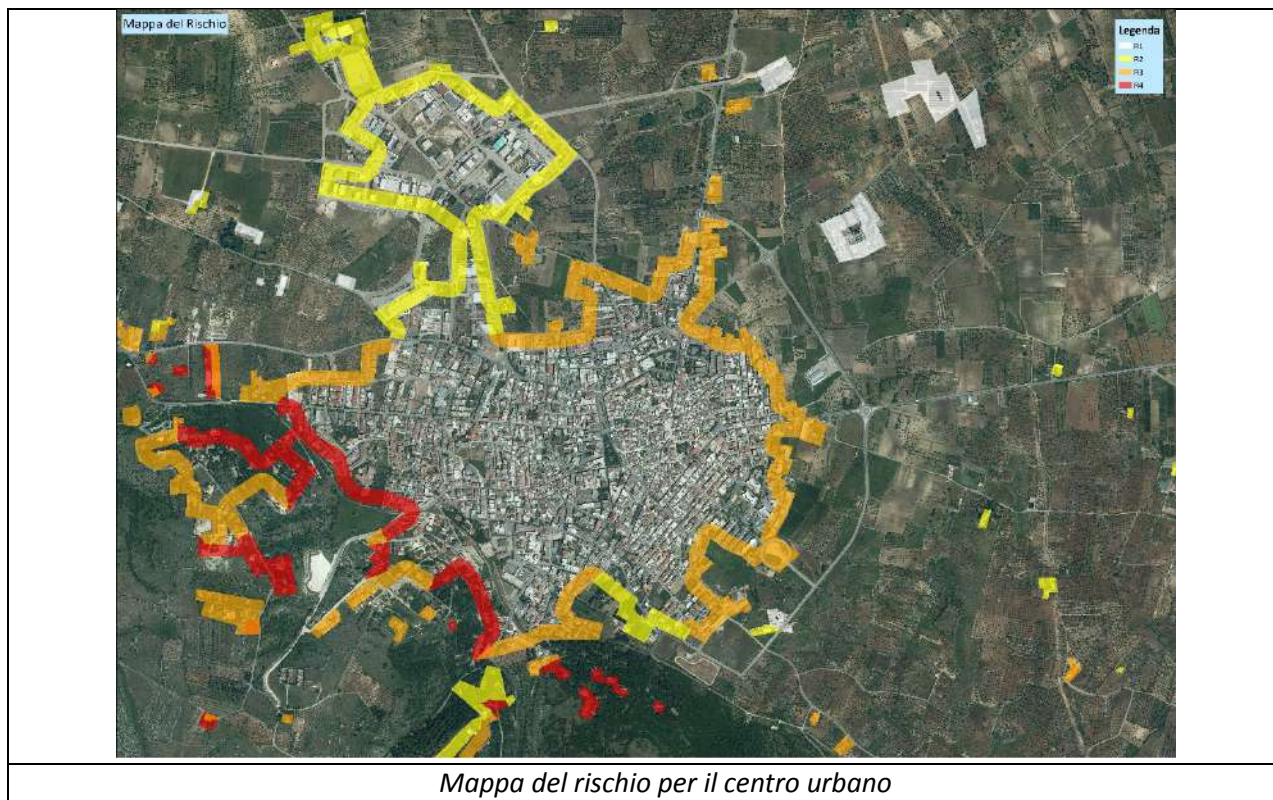 Mappa del Rischio
Legenda
R1
R2
R3
R4
Mappa del rischio per il centro urbano